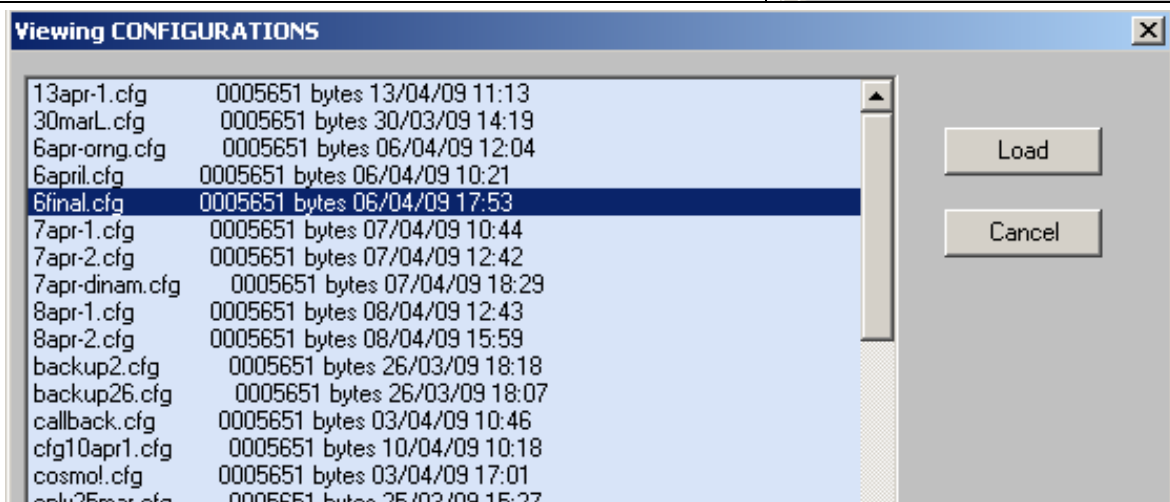 Viewing CONFIGURATIONS
13apr-1.cfg 0005651 bytes 13/04/09 11:13
30marL.cfg 0005651 bytes 30/03/09 14:19
6apr-orng.cfg 0005651 bytes 06/04/09 12:04
6april.cfg 0005651 bytes 06/04/09 10:21
6final.cfg 0005651 bytes 06/04/09 17:53
7apr-1.cfg 0005651 bytes 07/04/09 10:44
7apr-2.cfg 0005651 bytes 07/04/09 12:42
7apr-dinam.cfg 0005651 bytes 07/04/09 18:29
8apr-1.cfg 0005651 bytes 08/04/09 12:43
8apr-2.cfg 0005651 bytes 08/04/09 15:59
backup2.cfg 0005651 bytes 26/03/09 18:18
backup26.cfg 0005651 bytes 26/03/09 18:07
callback.cfg 0005651 bytes 03/04/09 10:46
cfg10apr1.cfg 0005651 bytes 10/04/09 10:18
cosmo!.cfg 0005651 bytes 03/04/09 17:01
0005651 bytes 25/03/09 15:27
Load
Cancel